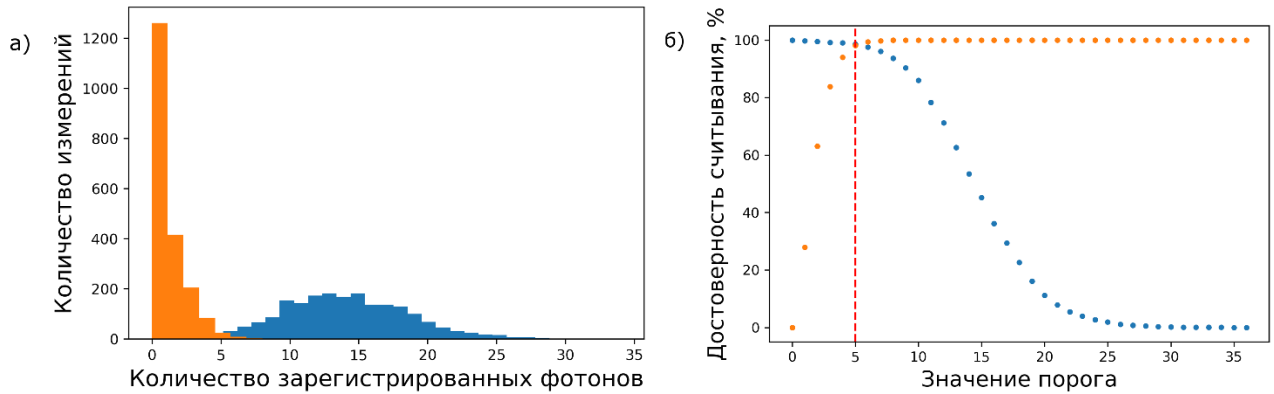 а)
Количество измерений
1200
1000
800
600
400
200
0
0 5 10 15 20 25 30 35
Количество зарегистрированных фотонов
б)
Достоверность считывания, %
100
80
60
40
20
0
0 5 10 15 20 25 30 35
Значение порога